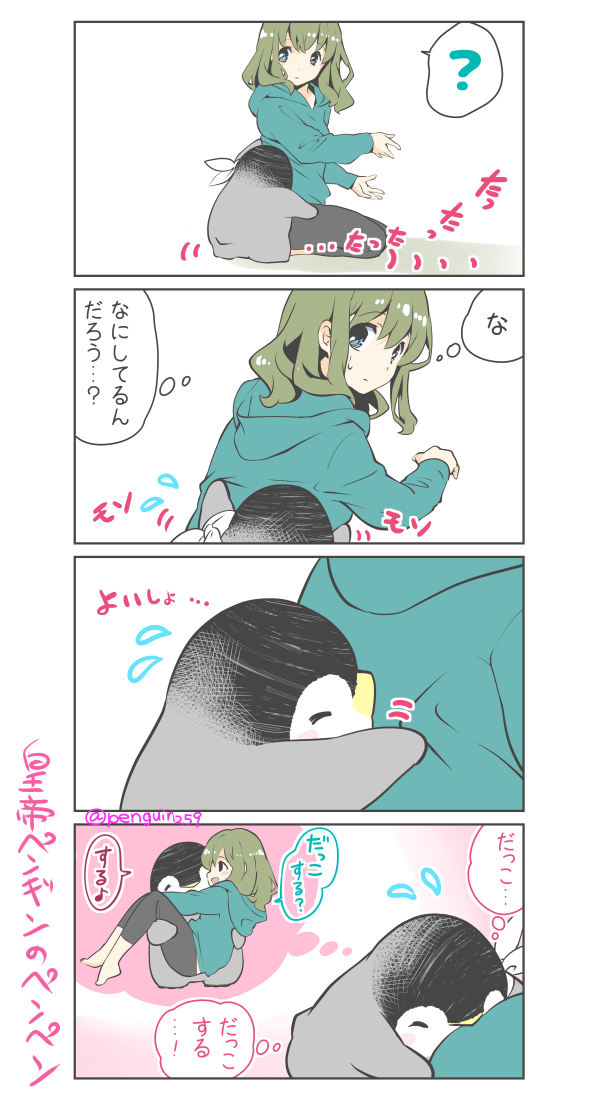 ?
たっ
たっ
たっ
たっ…
な
なにしてるん
だろう…?
モソ
モソ
よいしょ…
@penguin259
だっこ…
だっこ
する?
する♪
だっこ
する
…!
皇帝ペンギンのペンペン